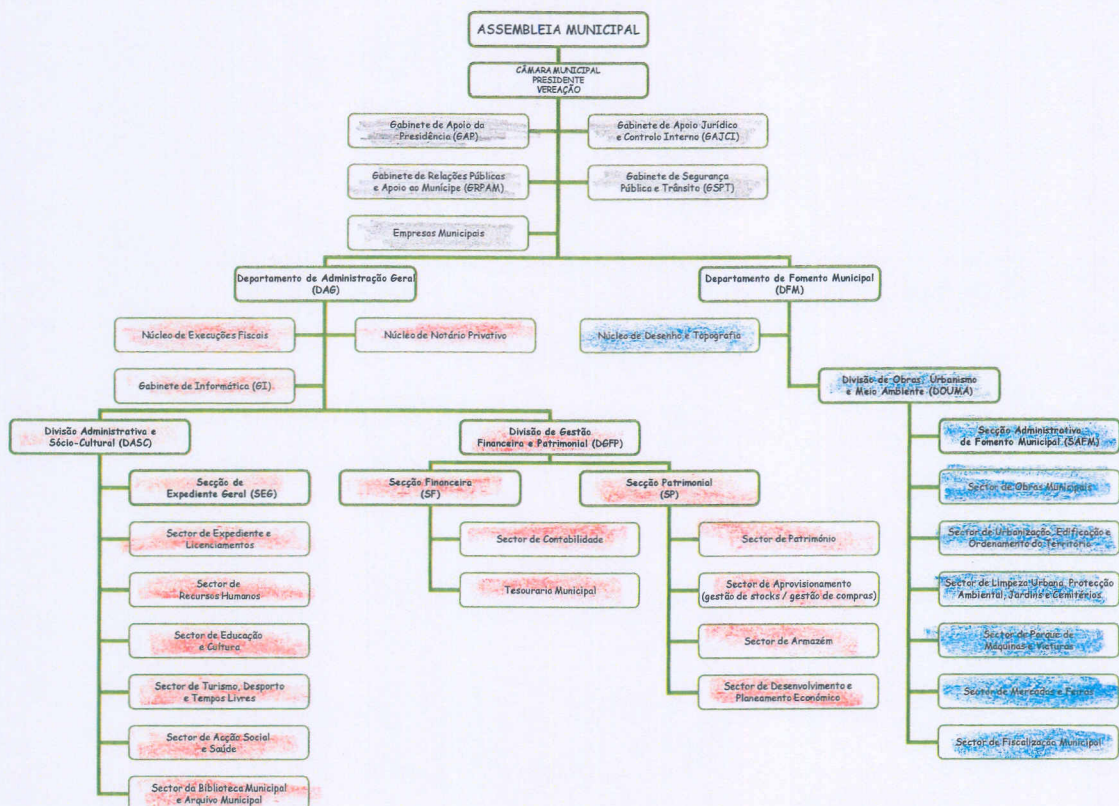 ASSEMBLEIA MUNICIPAL
CÂMARA MUNICIPAL
PRESIDENTE
VEREAÇÃO
Gabinete de Apoio da
Presidência (GAP)
Gabinete de Apoio Jurídico
e Controlo Interno (GAJCI)
Gabinete de Relações Públicas
e Apoio ao Munícipe (GRPAM)
Gabinete de Segurança
Pública e Trânsito (GSPT)
Empresas Municipais
Departamento de Administração Geral
(DAG)
Departamento de Fomento Municipal
(DFM)
Núcleo de Execuções Fiscais
Núcleo de Notário Privativo
Núcleo de Desenho e Topografia
Gabinete de Informática (GI)
Divisão de Obras, Urbanismo
e Meio Ambiente (DOUMA)
Divisão Administrativa e
Sócio-Cultural (DASC)
Divisão de Gestão
Financeira e Patrimonial (DGFP)
Secção Administrativa
de Fomento Municipal (SAFM)
Secção de
Expediente Geral (SEG)
Secção Financeira
(SF)
Secção Patrimonial
(SP)
Sector de Obras Municipais
Sector de Expediente e
Licenciamentos
Sector de Contabilidade
Sector de Património
Sector de Urbanização, Edificação e
Ordenamento do Território
Sector de
Recursos Humanos
Tesouraria Municipal
Sector de Aprovisionamento
(gestão de stocks / gestão de compras)
Sector de Limpeza Urbana, Protecção
Ambiental, Jardins e Cemitérios
Sector de Educação
e Cultura
Sector de Armazém
Sector de Parque de
Máquinas e Viaturas
Sector de Turismo, Desporto
e Tempos Livres
Sector de Desenvolvimento e
Planeamento Económico
Sector de Mercados e Feiras
Sector de Acção Social
e Saúde
Sector de Fiscalização Municipal
Sector da Biblioteca Municipal
e Arquivo Municipal